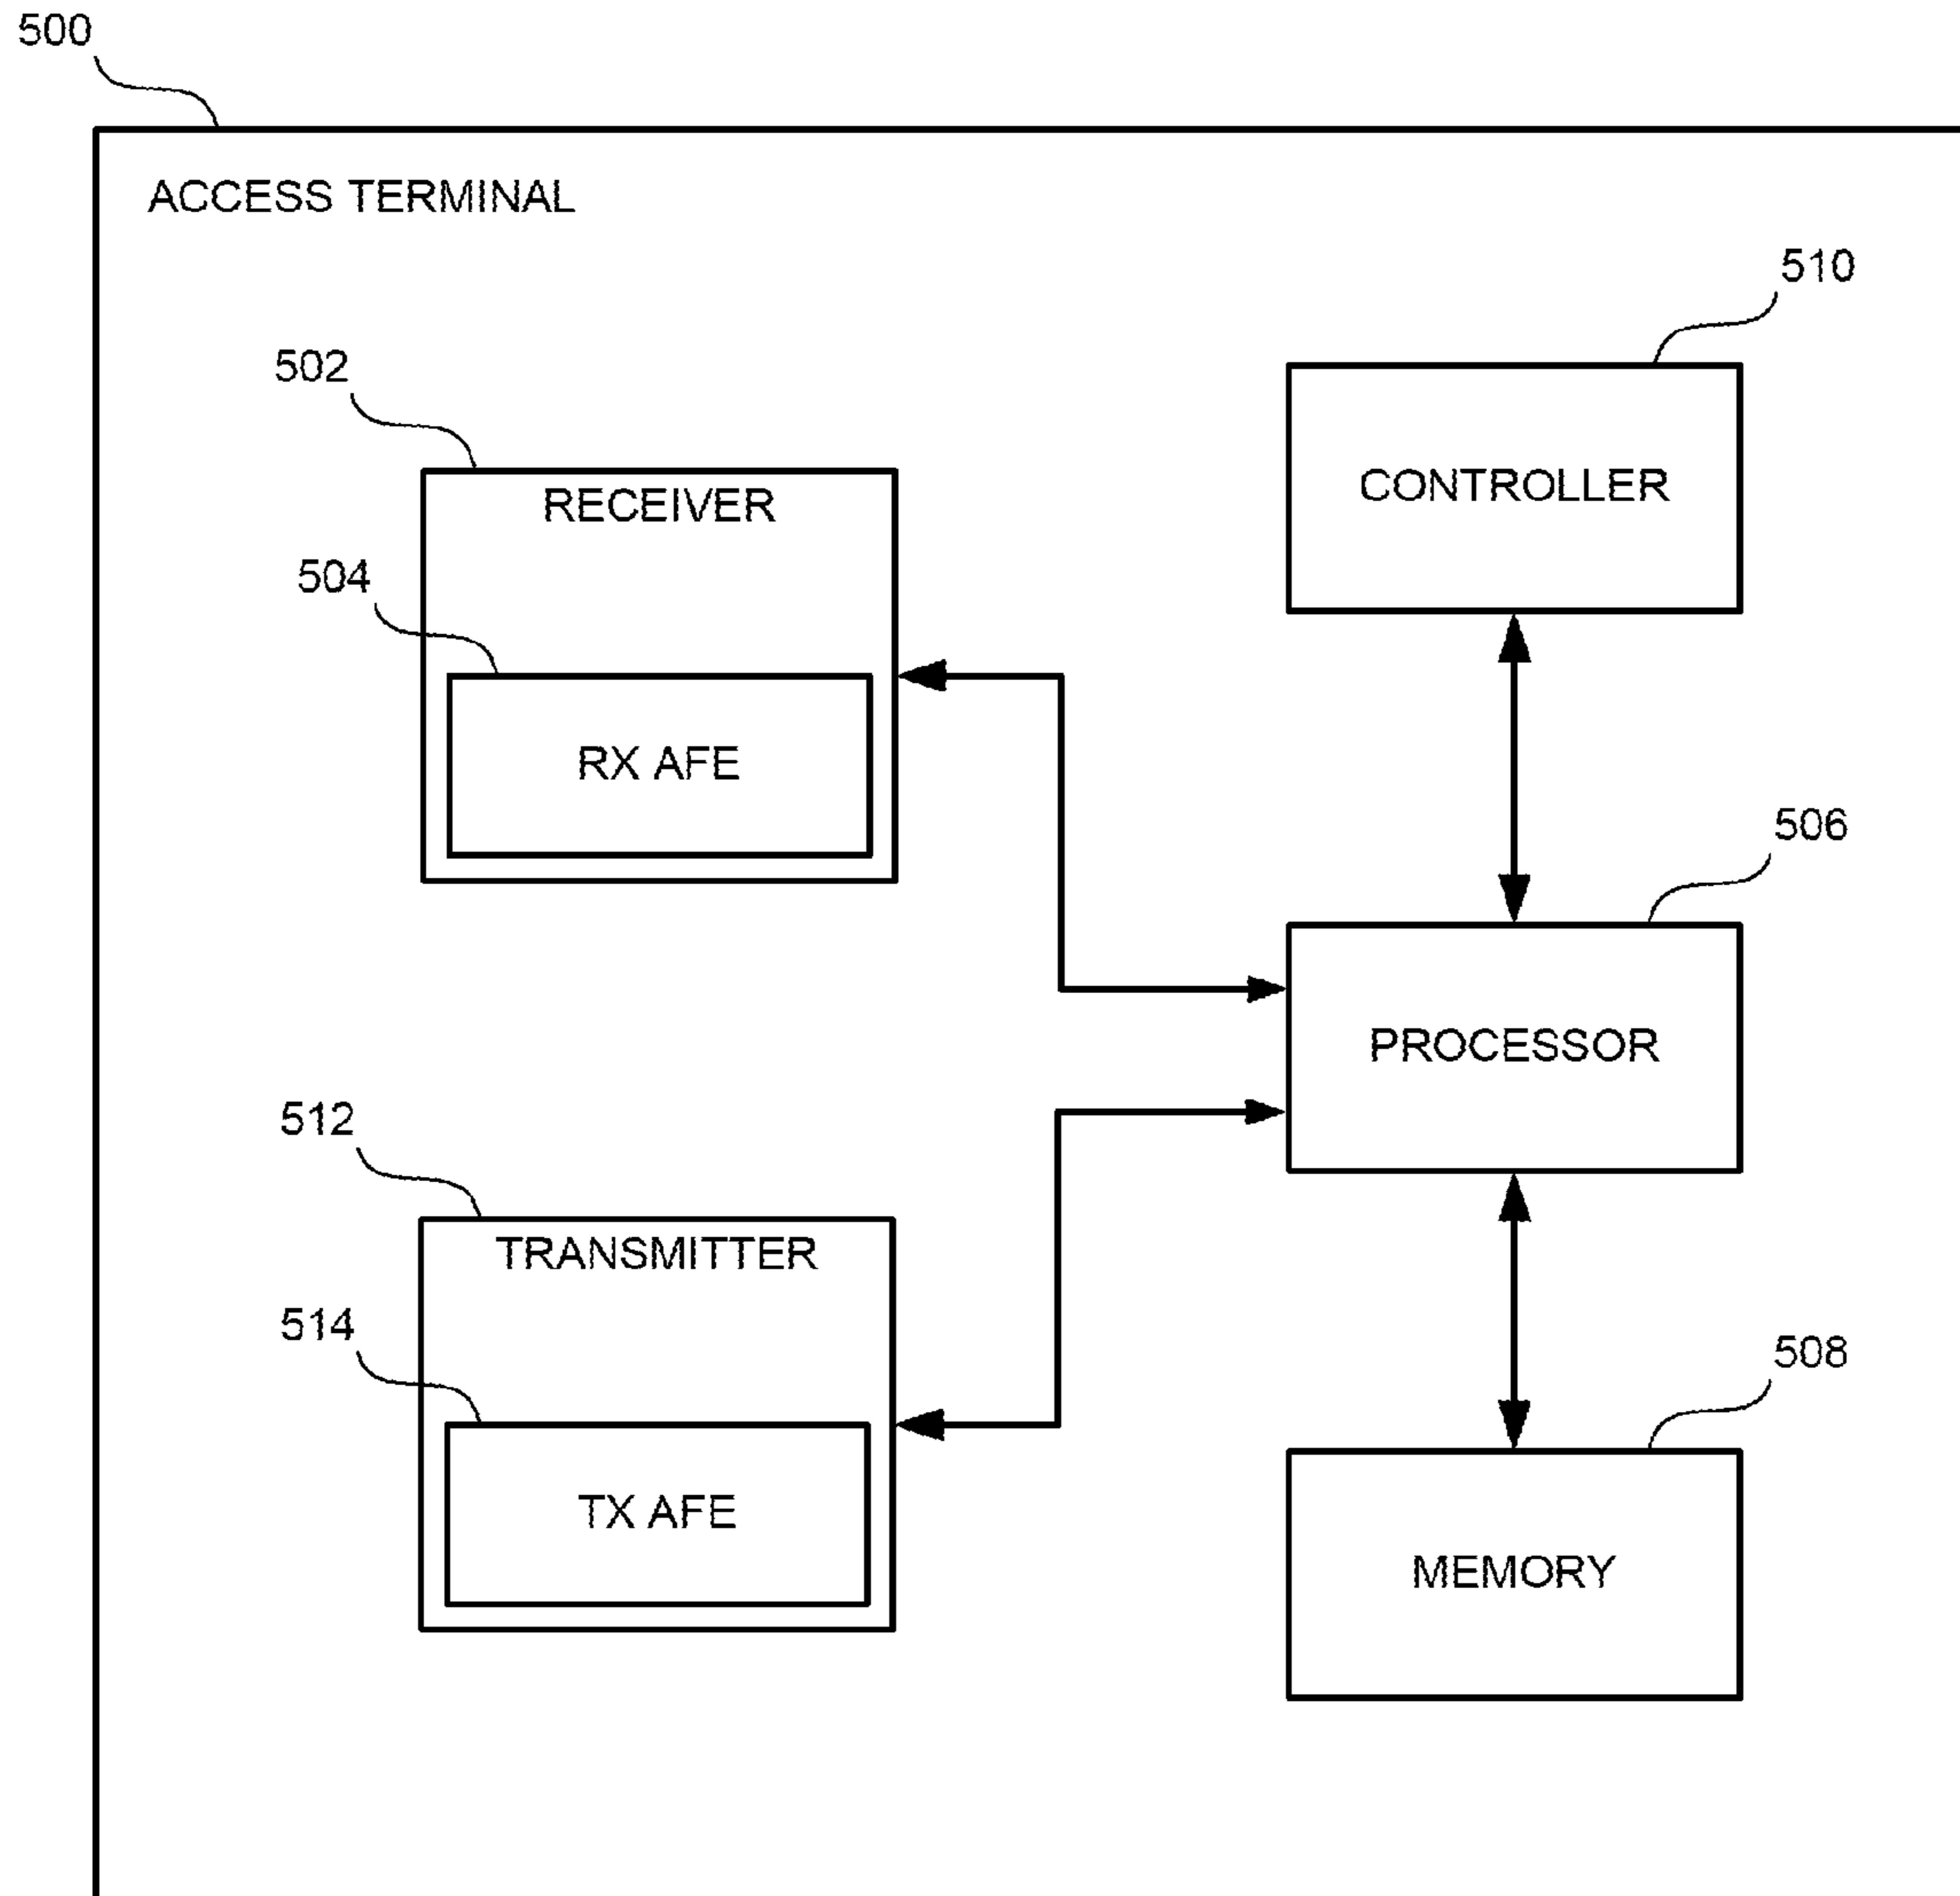 500
ACCESS TERMINAL
510
502
CONTROLLER
RECEIVER
504
RX AFE
506
PROCESSOR
512
TRANSMITTER
514
508
TX AFE
MEMORY